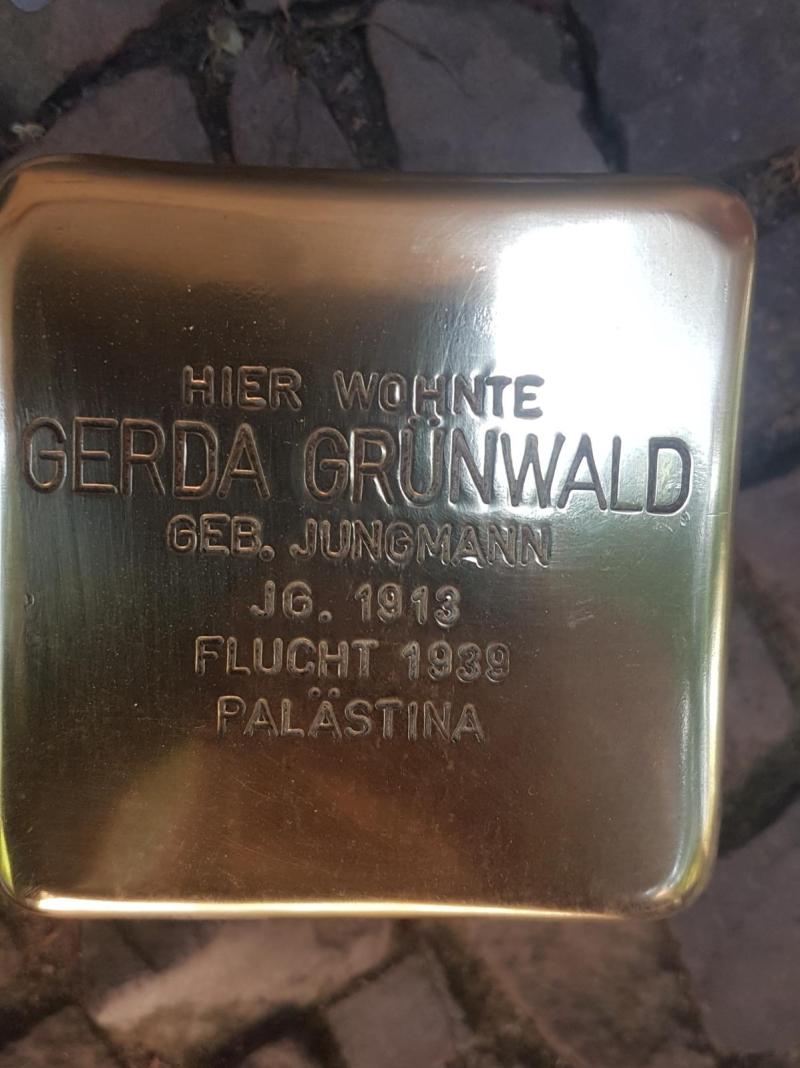 HIER WOHNTE
GERDA GRÜNWALD
GEB. JUNGMANN
JG. 1913
FLUCHT 1939
PALÄSTINA